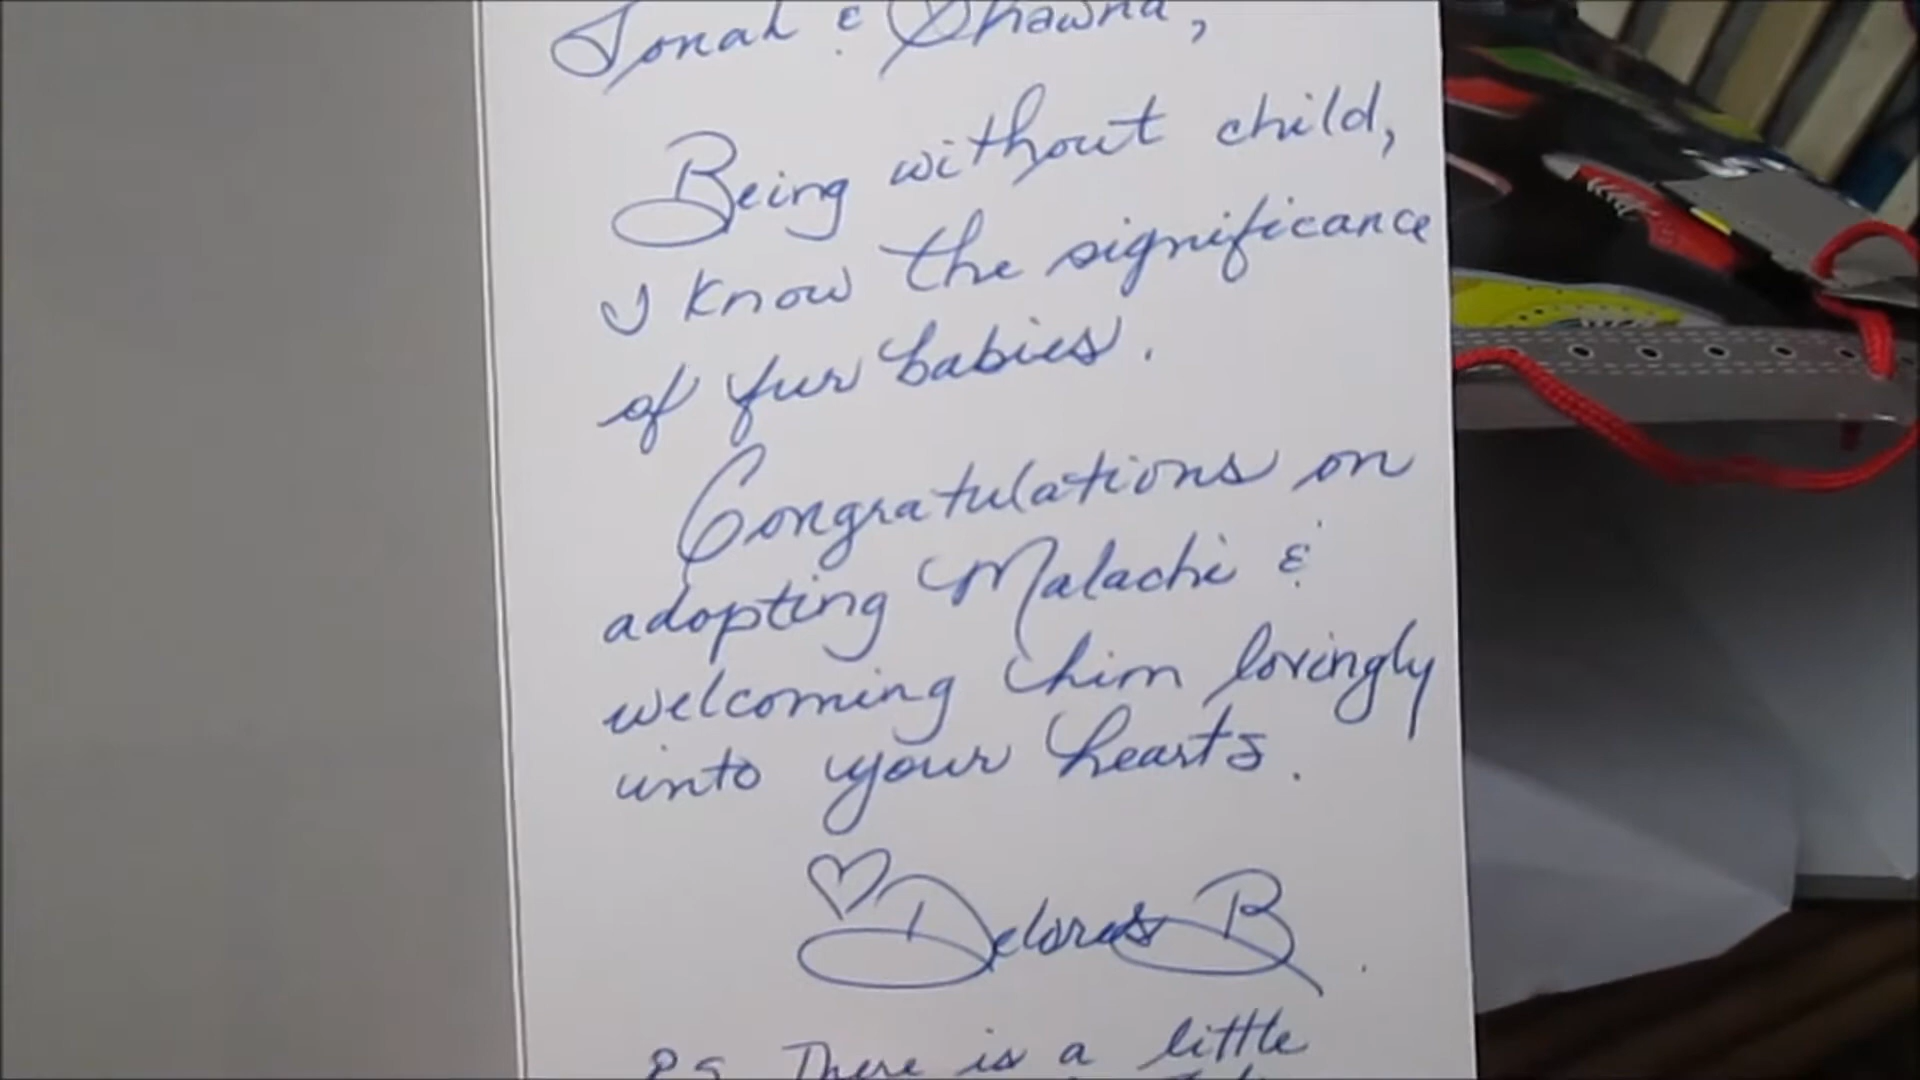 Jonah & Shawna,
Being without child,
I know the significance
of fur babies.
Congratulations on
adopting Malachi &
welcoming him lovingly
into your hearts.
♡ Delores B
P.S. There is a little